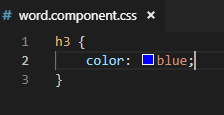 # word.component.css ×
1 h3 {
2     color: blue;
3 }